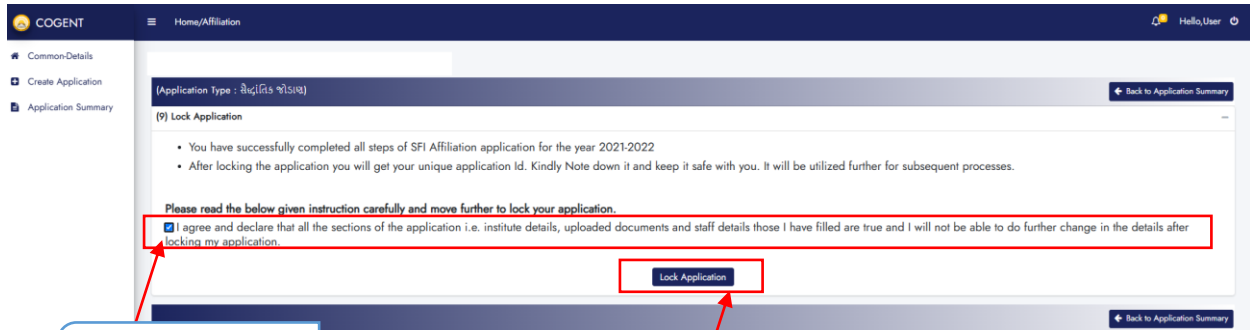 COGENT
Home/Affiliation
Hello,User
Common-Details
Create Application
Application Summary
(Application Type : સૈદ્ધાંતિક જોડાણ)
Back to Application Summary
(9) Lock Application
• You have successfully completed all steps of SFI Affiliation application for the year 2021-2022
• After locking the application you will get your unique application Id. Kindly Note down it and keep it safe with you. It will be utilized further for subsequent processes.
Please read the below given instruction carefully and move further to lock your application.
I agree and declare that all the sections of the application i.e. institute details, uploaded documents and staff details those I have filled are true and I will not be able to do further change in the details after
locking my application.
Lock Application
Back to Application Summary